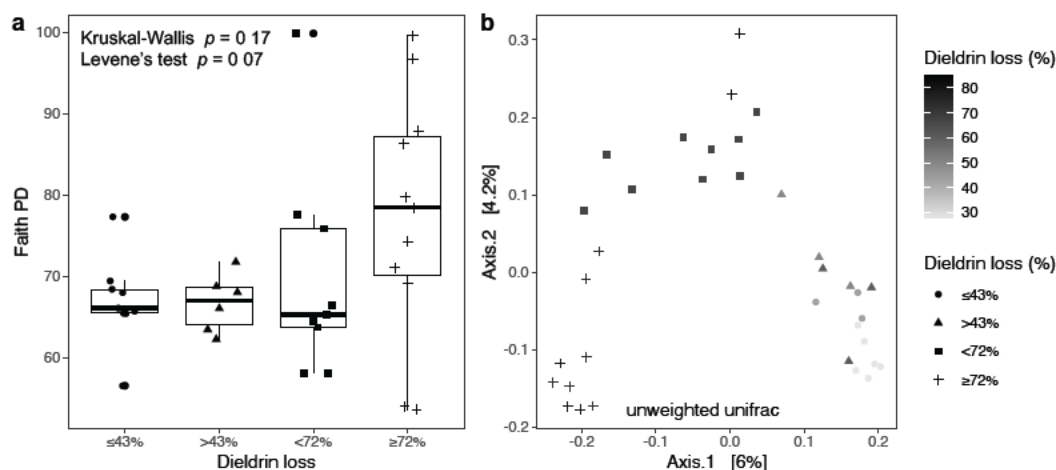 a
Kruskal-Wallis p = 0 17
Levene's test p = 0 07
100
90
80
70
60
Faith PD
≤43%
>43%
<72%
≥72%
Dieldrin loss
b
0.3
0.2
0.1
0.0
-0.1
-0.2
Axis.2 [4.2%]
unweighted unifrac
-0.2
-0.1
0.0
0.1
0.2
Axis.1 [6%]
Dieldrin loss (%)
80
70
60
50
40
30
Dieldrin loss (%)
≤43%
>43%
<72%
≥72%